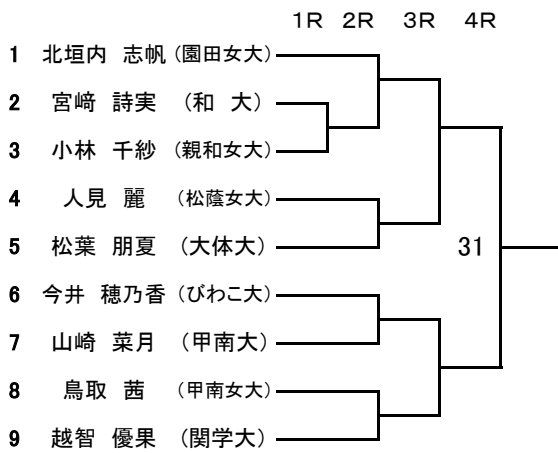 1R 2R 3R 4R
1 北垣内 志帆 (園田女大)
2 宮﨑 詩実 (和 大)
3 小林 千紗 (親和女大)
4 人見 麗 (松蔭女大)
5 松葉 朋夏 (大体大)
31
6 今井 穂乃香 (びわこ大)
7 山崎 菜月 (甲南大)
8 鳥取 茜 (甲南女大)
9 越智 優果 (関学大)